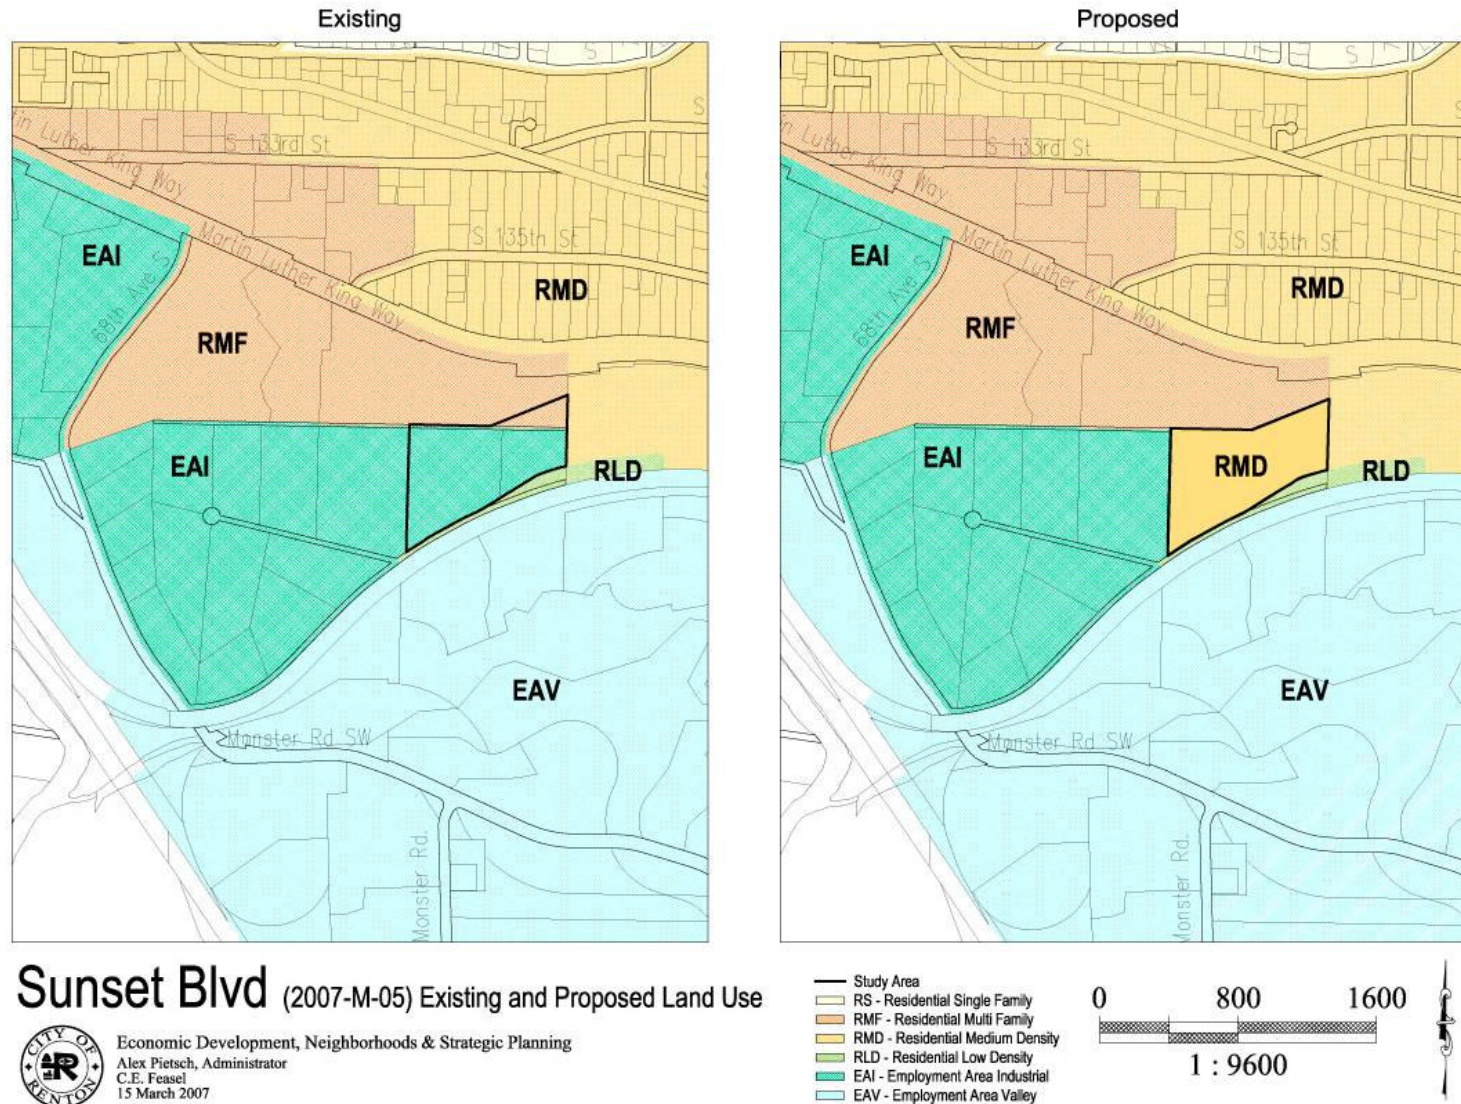 Existing
Proposed
S
S
tin Luther King Way
S 133rd St
Martin Luther King Way
S 135th St
68th Ave S
EAI
RMD
RMF
EAI
RLD
EAV
Monster Rd SW
Monster Rd.
S
S
tin Luther King Way
S 133rd St
Martin Luther King Way
S 135th St
68th Ave S
EAI
RMD
RMF
EAI
RMD
RLD
EAV
Monster Rd SW
Monster Rd.
Sunset Blvd (2007-M-05) Existing and Proposed Land Use
CITY OF RENTON
Economic Development, Neighborhoods & Strategic Planning
Alex Pietsch, Administrator
C.E. Feasel
15 March 2007
Study Area
RS - Residential Single Family
RMF - Residential Multi Family
RMD - Residential Medium Density
RLD - Residential Low Density
EAI - Employment Area Industrial
EAV - Employment Area Valley
0 800 1600
1 : 9600